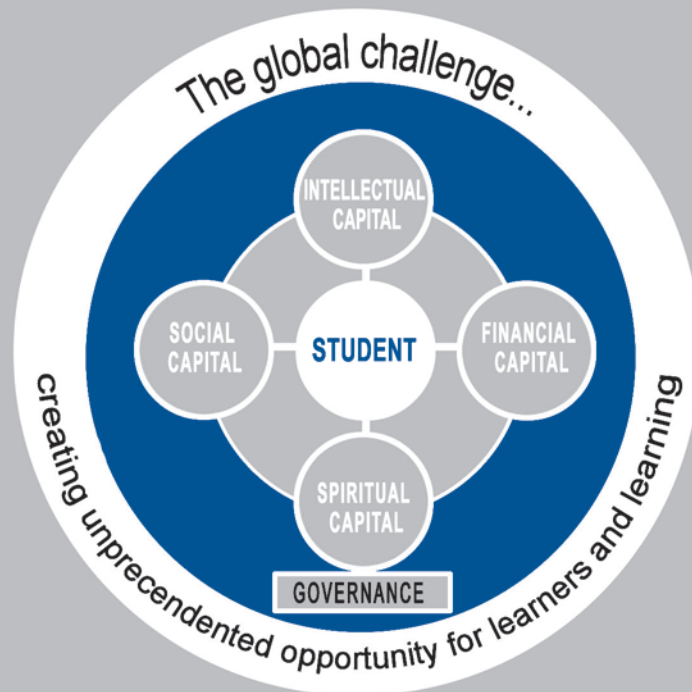 The global challenge...
INTELLECTUAL
CAPITAL
SOCIAL
CAPITAL
STUDENT
FINANCIAL
CAPITAL
SPIRITUAL
CAPITAL
GOVERNANCE
creating unprecendented opportunity for learners and learning